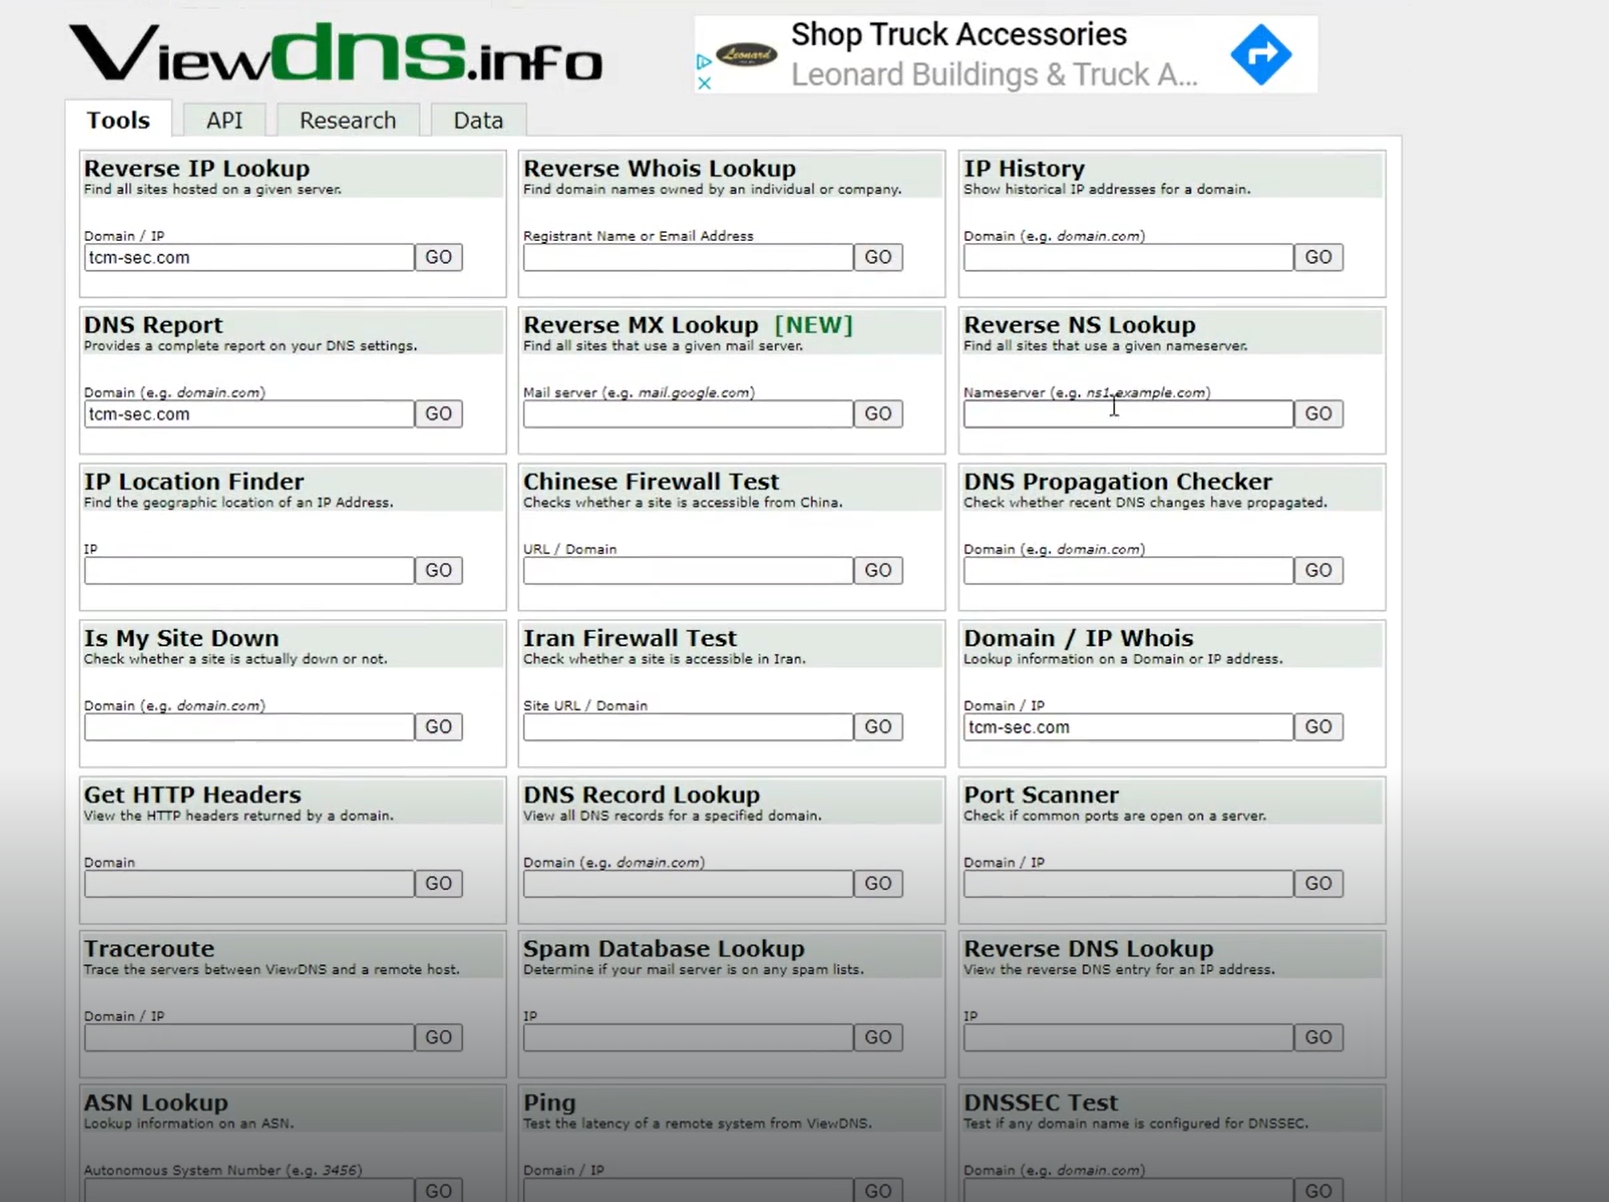 Viewdns.info
Shop Truck Accessories
Leonard
Leonard Buildings & Truck A...
Tools
API
Research
Data
Reverse IP Lookup
Find all sites hosted on a given server.
Domain / IP
tcm-sec.com
GO
Reverse Whois Lookup
Find domain names owned by an individual or company.
Registrant Name or Email Address
GO
IP History
Show historical IP addresses for a domain.
Domain (e.g. domain.com)
GO
DNS Report
Provides a complete report on your DNS settings.
Domain (e.g. domain.com)
tcm-sec.com
GO
Reverse MX Lookup [NEW]
Find all sites that use a given mail server.
Mail server (e.g. mail.google.com)
GO
Reverse NS Lookup
Find all sites that use a given nameserver.
Nameserver (e.g. ns1.example.com)
GO
IP Location Finder
Find the geographic location of an IP Address.
IP
GO
Chinese Firewall Test
Checks whether a site is accessible from China.
URL / Domain
GO
DNS Propagation Checker
Check whether recent DNS changes have propagated.
Domain (e.g. domain.com)
GO
Is My Site Down
Check whether a site is actually down or not.
Domain (e.g. domain.com)
GO
Iran Firewall Test
Check whether a site is accessible in Iran.
Site URL / Domain
GO
Domain / IP Whois
Lookup information on a Domain or IP address.
Domain / IP
tcm-sec.com
GO
Get HTTP Headers
View the HTTP headers returned by a domain.
Domain
GO
DNS Record Lookup
View all DNS records for a specified domain.
Domain (e.g. domain.com)
GO
Port Scanner
Check if common ports are open on a server.
Domain / IP
GO
Traceroute
Trace the servers between ViewDNS and a remote host.
Domain / IP
GO
Spam Database Lookup
Determine if your mail server is on any spam lists.
IP
GO
Reverse DNS Lookup
View the reverse DNS entry for an IP address.
IP
GO
ASN Lookup
Lookup information on an ASN.
Autonomous System Number (e.g. 3456)
GO
Ping
Test the latency of a remote system from ViewDNS.
Domain / IP
GO
DNSSEC Test
Test if any domain name is configured for DNSSEC.
Domain (e.g. domain.com)
GO